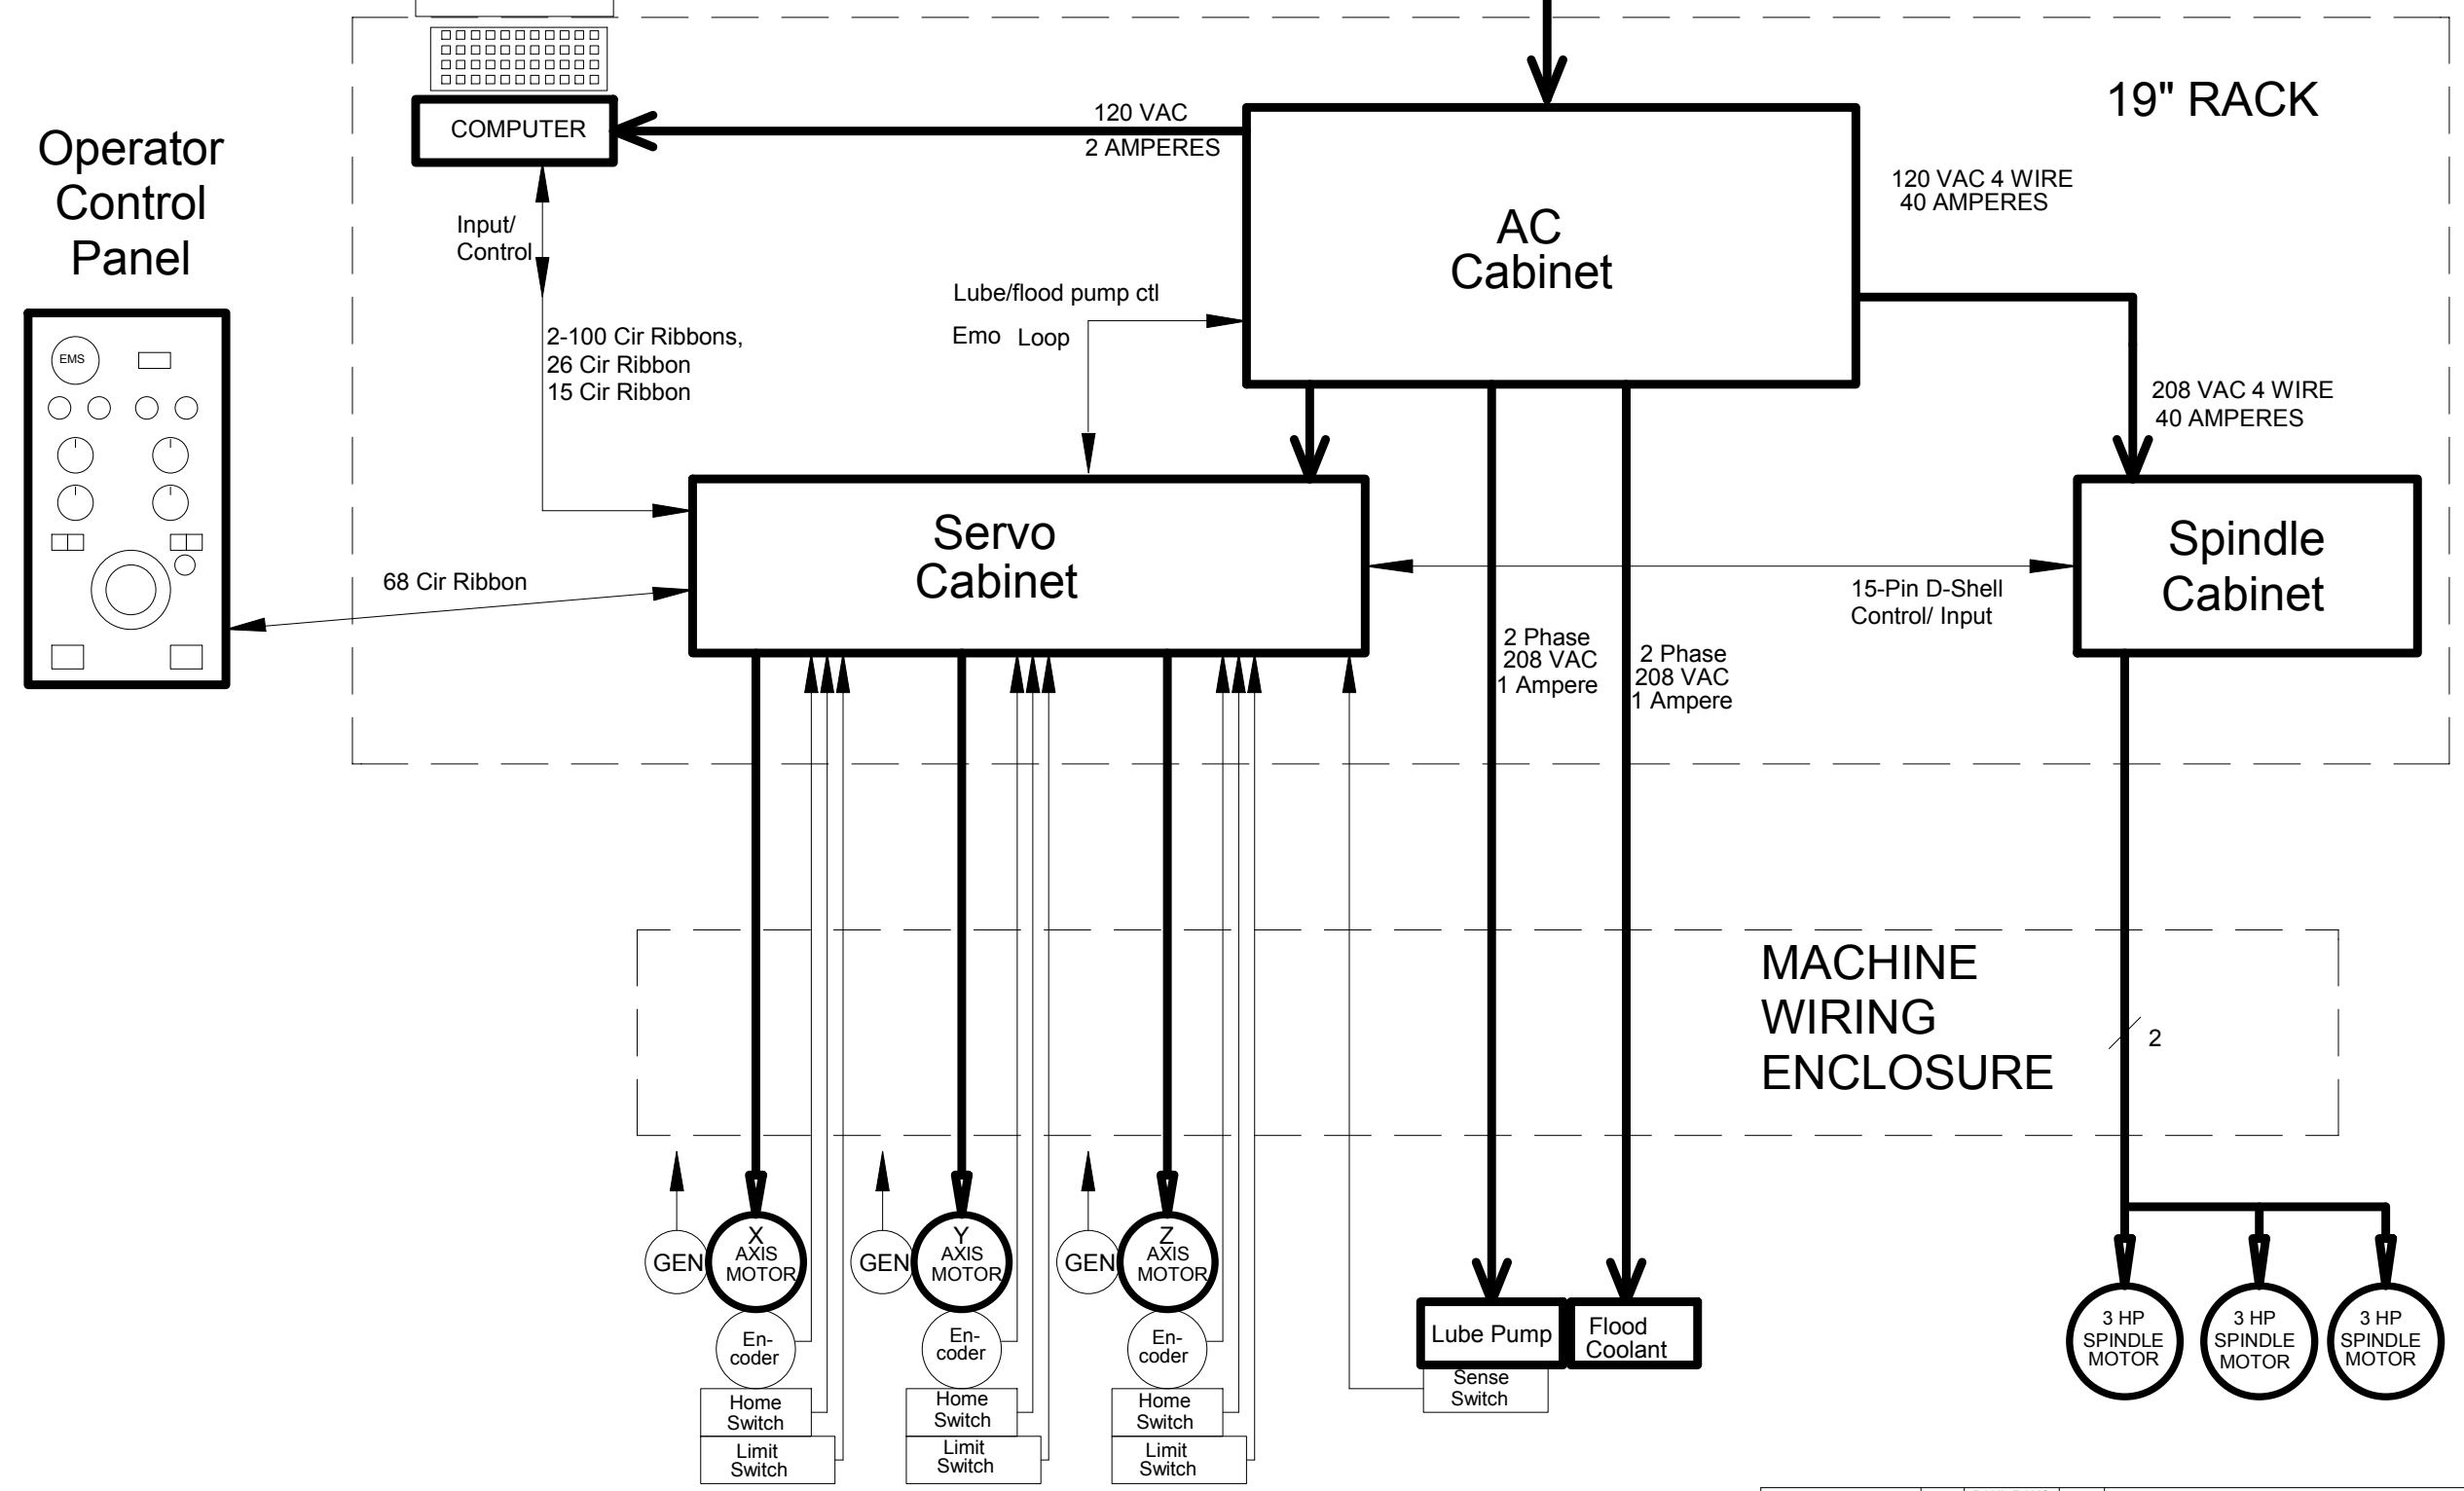 19" RACK
COMPUTER
120 VAC
2 AMPERES
Operator
Control
Panel
120 VAC 4 WIRE
40 AMPERES
AC
Cabinet
Input/
Control
Lube/flood pump ctl
Emo Loop
2-100 Cir Ribbons,
26 Cir Ribbon
15 Cir Ribbon
EMS
208 VAC 4 WIRE
40 AMPERES
Servo
Cabinet
Spindle
Cabinet
68 Cir Ribbon
15-Pin D-Shell
Control/ Input
2 Phase
208 VAC
1 Ampere
2 Phase
208 VAC
1 Ampere
MACHINE
WIRING
ENCLOSURE
2
GEN
X
AXIS
MOTOR
GEN
Y
AXIS
MOTOR
GEN
Z
AXIS
MOTOR
En-
coder
En-
coder
En-
coder
Home
Switch
Home
Switch
Home
Switch
Limit
Switch
Limit
Switch
Limit
Switch
Lube Pump
Flood
Coolant
Sense
Switch
3 HP
SPINDLE
MOTOR
3 HP
SPINDLE
MOTOR
3 HP
SPINDLE
MOTOR